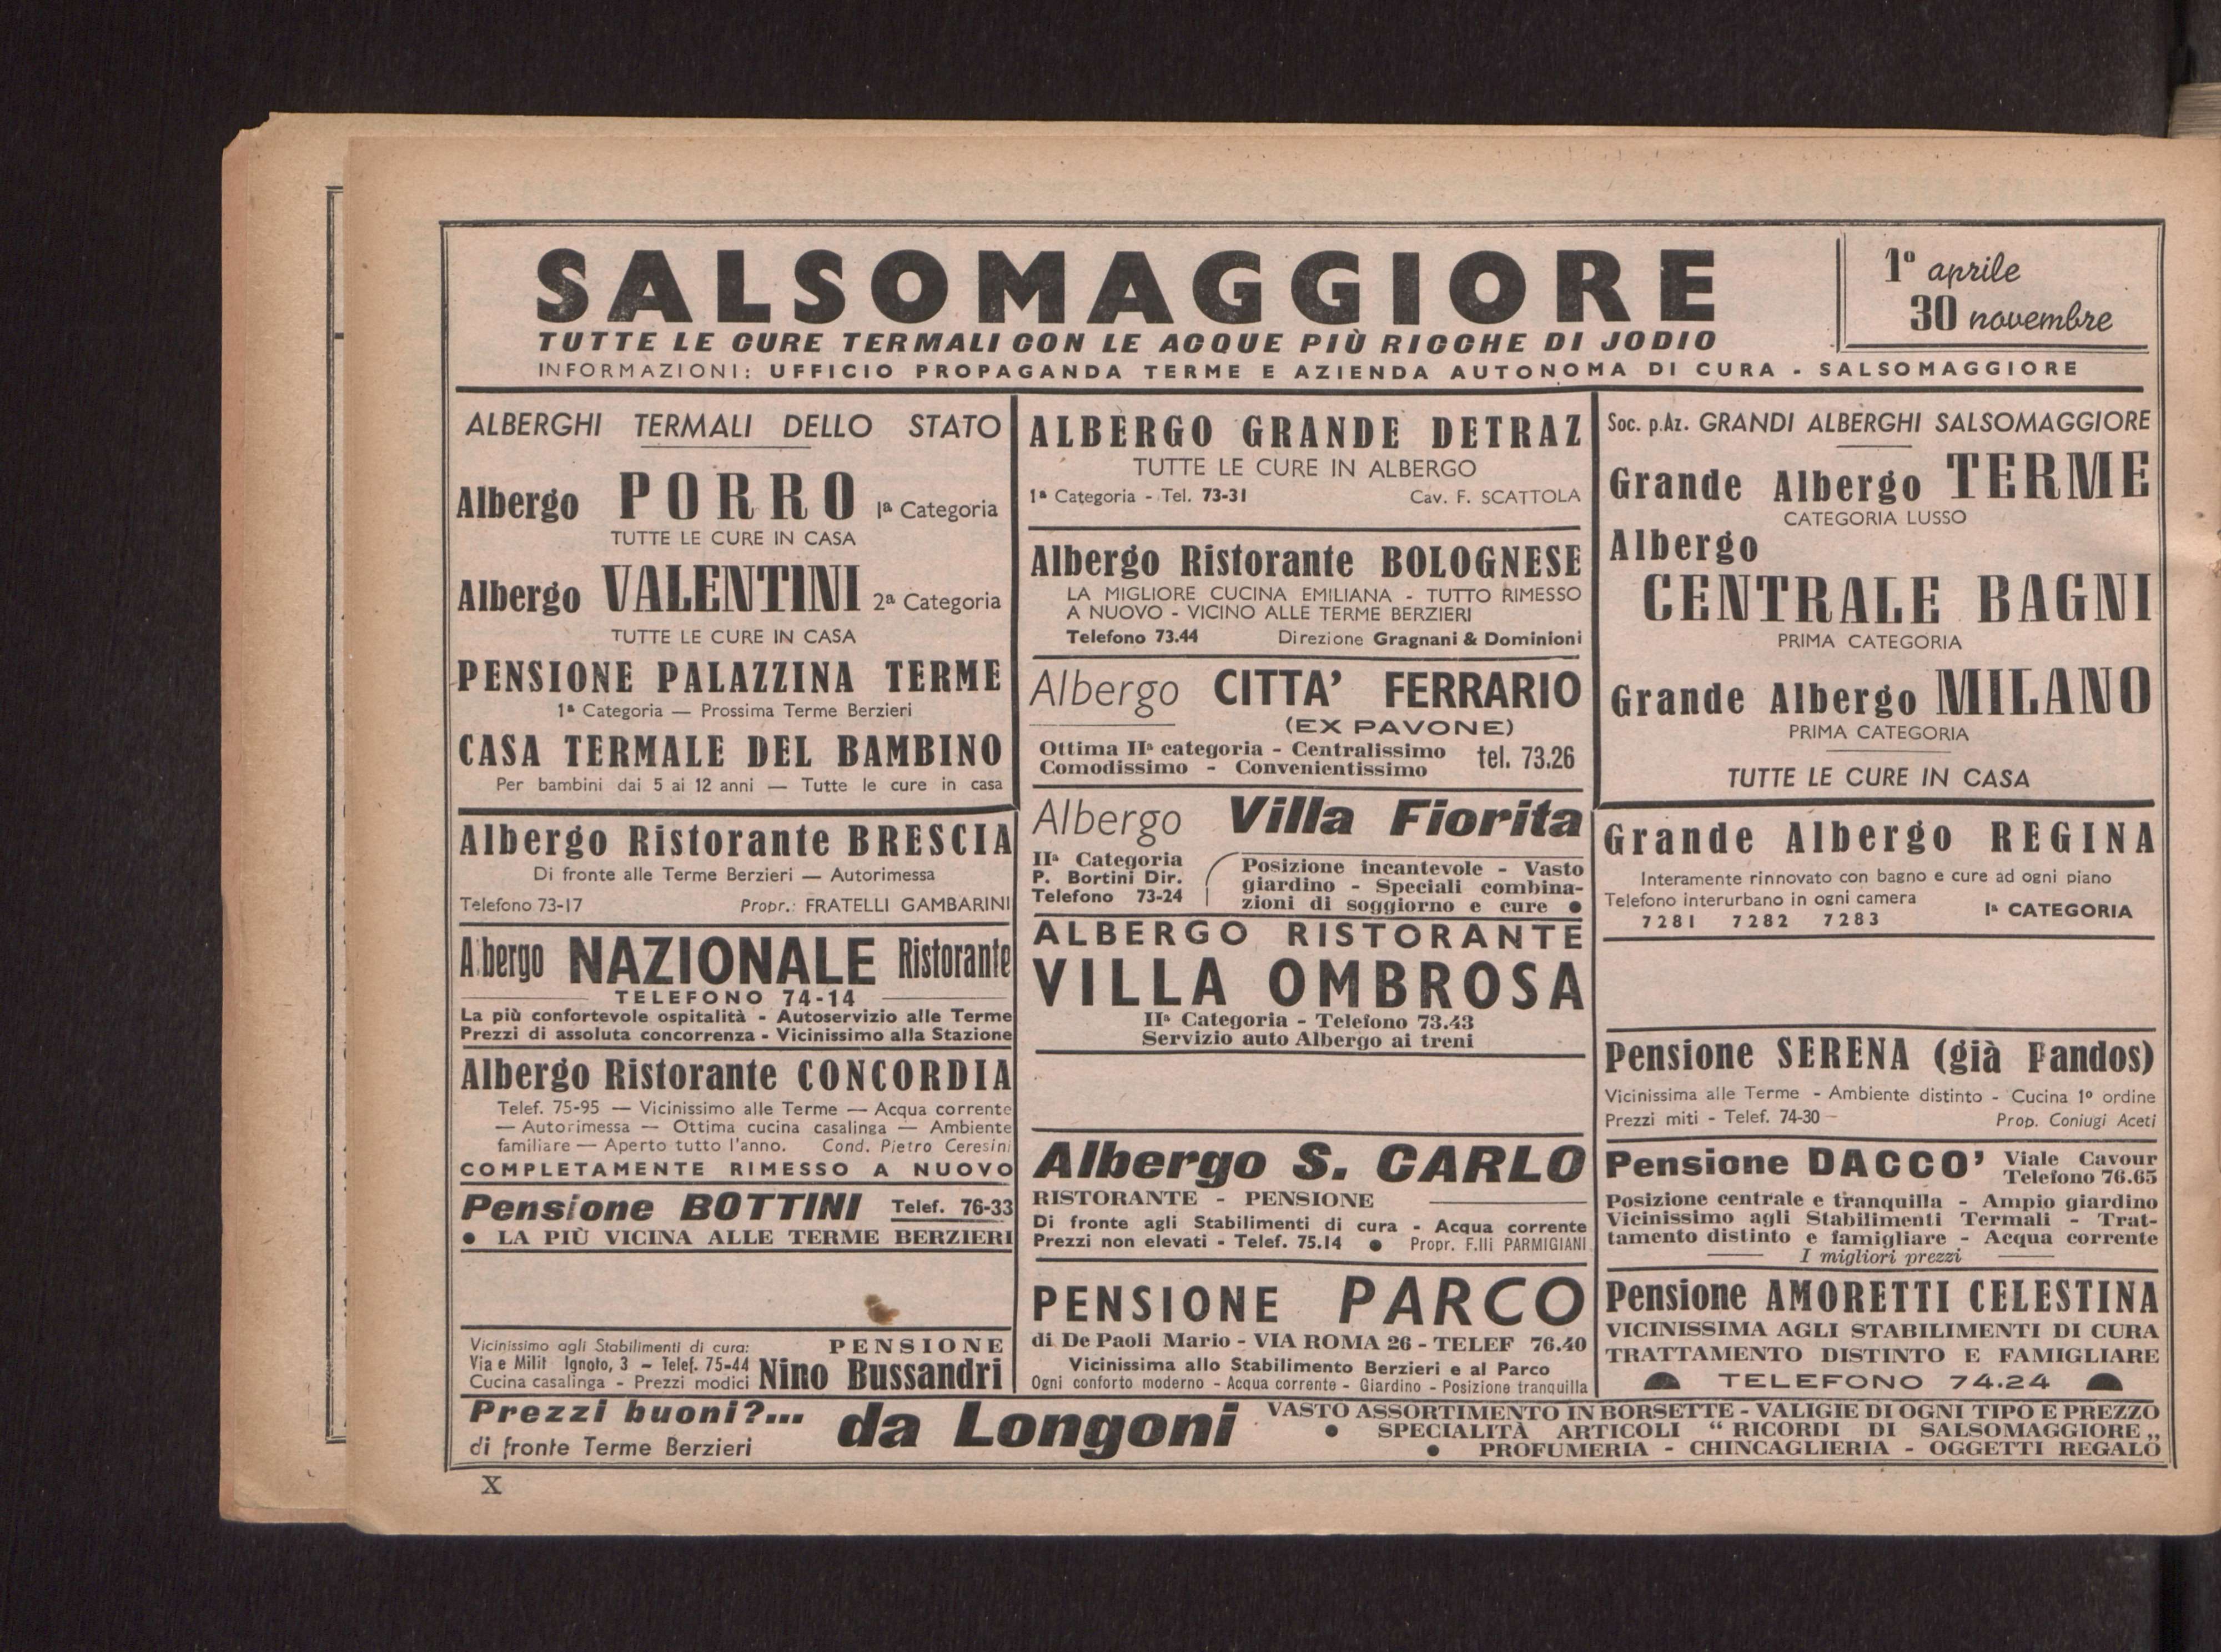 SALSOMAGGIORE
TUTTE LE CURE TERMALI CON LE ACQUE PIÙ RICCHE DI JODIO
INFORMAZIONI: UFFICIO PROPAGANDA TERME E AZIENDA AUTONOMA DI CURA - SALSOMAGGIORE
1º aprile
30 novembre
ALBERGHI TERMALI DELLO STATO
Albergo PORRO Iª Categoria
TUTTE LE CURE IN CASA
Albergo VALENTINI 2ª Categoria
TUTTE LE CURE IN CASA
PENSIONE PALAZZINA TERME
1ª Categoria — Prossima Terme Berzieri
CASA TERMALE DEL BAMBINO
Per bambini dai 5 ai 12 anni — Tutte le cure in casa
Albergo Ristorante BRESCIA
Di fronte alle Terme Berzieri — Autorimessa
Telefono 73-17 Propr.: FRATELLI GAMBARINI
A.bergo NAZIONALE Ristorante
TELEFONO 74-14
La più confortevole ospitalità - Autoservizio alle Terme
Prezzi di assoluta concorrenza - Vicinissimo alla Stazione
Albergo Ristorante CONCORDIA
Telef. 75-95 — Vicinissimo alle Terme — Acqua corrente
— Autorimessa — Ottima cucina casalinga — Ambiente
familiare — Aperto tutto l'anno. Cond. Pietro Ceresini
COMPLETAMENTE RIMESSO A NUOVO
Pensione BOTTINI Telef. 76-33
● LA PIÙ VICINA ALLE TERME BERZIERI
Vicinissimo agli Stabilimenti di cura:
Via e Milit Ignoto, 3 - Telef. 75-44
Cucina casalinga - Prezzi modici
PENSIONE
Nino Bussandri
ALBERGO GRANDE DETRAZ
TUTTE LE CURE IN ALBERGO
1ª Categoria - Tel. 73-31 Cav. F. SCATTOLA
Albergo Ristorante BOLOGNESE
LA MIGLIORE CUCINA EMILIANA - TUTTO RIMESSO
A NUOVO - VICINO ALLE TERME BERZIERI
Telefono 73.44 Direzione Gragnani & Dominioni
Albergo CITTA' FERRARIO
(EX PAVONE)
Ottima IIª categoria - Centralissimo
Comodissimo - Convenientissimo
tel. 73.26
Albergo Villa Fiorita
IIª Categoria
P. Bortini Dir.
Telefono 73-24
Posizione incantevole - Vasto
giardino - Speciali combina-
zioni di soggiorno e cure ●
ALBERGO RISTORANTE
VILLA OMBROSA
IIª Categoria - Telefono 73.43
Servizio auto Albergo ai treni
Albergo S. CARLO
RISTORANTE - PENSIONE
Di fronte agli Stabilimenti di cura - Acqua corrente
Prezzi non elevati - Telef. 75.14 ● Propr. F.lli PARMIGIANI
PENSIONE PARCO
di De Paoli Mario - VIA ROMA 26 - TELEF 76.40
Vicinissima allo Stabilimento Berzieri e al Parco
Ogni conforto moderno - Acqua corrente - Giardino - Posizione tranquilla
Soc. p.Az. GRANDI ALBERGHI SALSOMAGGIORE
Grande Albergo TERME
CATEGORIA LUSSO
Albergo
CENTRALE BAGNI
PRIMA CATEGORIA
Grande Albergo MILANO
PRIMA CATEGORIA
TUTTE LE CURE IN CASA
Grande Albergo REGINA
Interamente rinnovato con bagno e cure ad ogni piano
Telefono interurbano in ogni camera
7281 7282 7283
Iª CATEGORIA
Pensione SERENA (già Fandos)
Vicinissima alle Terme - Ambiente distinto - Cucina 1º ordine
Prezzi miti - Telef. 74-30 - Prop. Coniugi Aceti
Pensione DACCO' Viale Cavour
Telefono 76.65
Posizione centrale e tranquilla - Ampio giardino
Vicinissimo agli Stabilimenti Termali - Trat-
tamento distinto e famigliare - Acqua corrente
I migliori prezzi
Pensione AMORETTI CELESTINA
VICINISSIMA AGLI STABILIMENTI DI CURA
TRATTAMENTO DISTINTO E FAMIGLIARE
TELEFONO 74.24
Prezzi buoni?...
di fronte Terme Berzieri
da Longoni
VASTO ASSORTIMENTO IN BORSETTE - VALIGIE DI OGNI TIPO E PREZZO
● SPECIALITÀ ARTICOLI “ RICORDI DI SALSOMAGGIORE „
● PROFUMERIA - CHINCAGLIERIA - OGGETTI REGALO
X